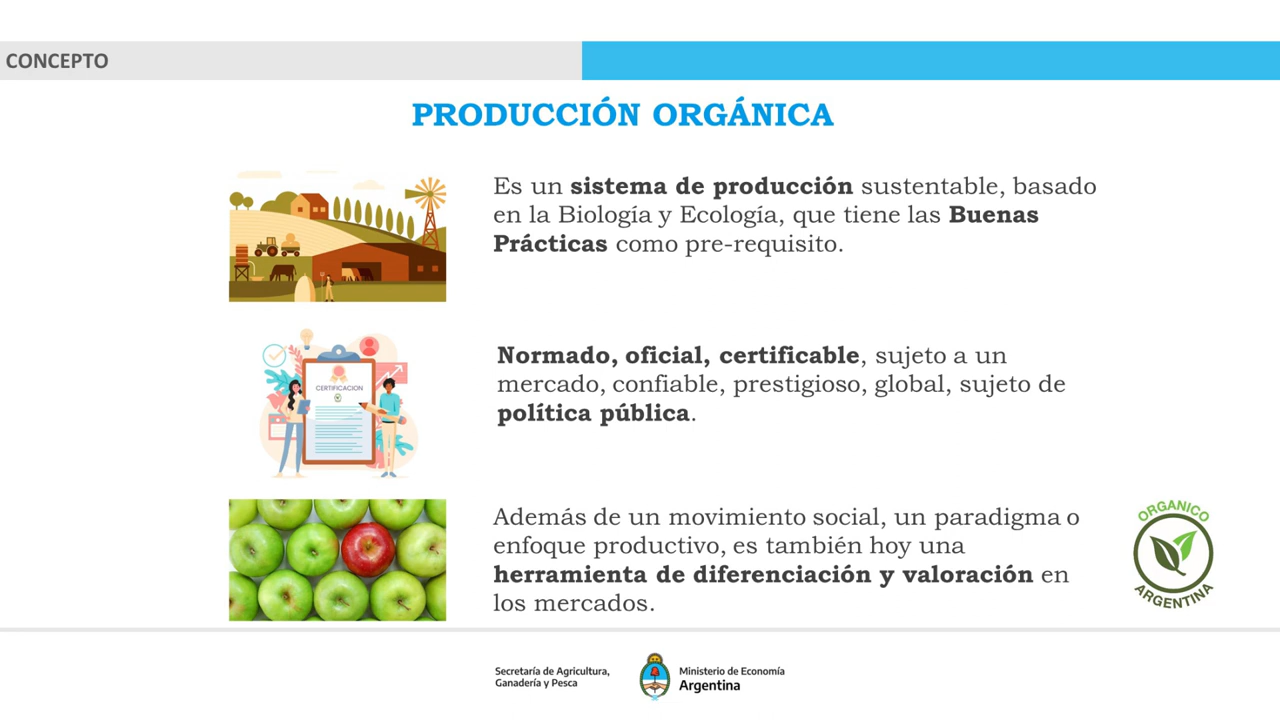 CONCEPTO
PRODUCCIÓN ORGÁNICA
Es un sistema de producción sustentable, basado
en la Biología y Ecología, que tiene las Buenas
Prácticas como pre-requisito.
CERTIFICACION
Normado, oficial, certificable, sujeto a un
mercado, confiable, prestigioso, global, sujeto de
política pública.
Además de un movimiento social, un paradigma o
enfoque productivo, es también hoy una
herramienta de diferenciación y valoración en
los mercados.
ORGANICO
ARGENTINA
Secretaría de Agricultura,
Ganadería y Pesca
Ministerio de Economía
Argentina